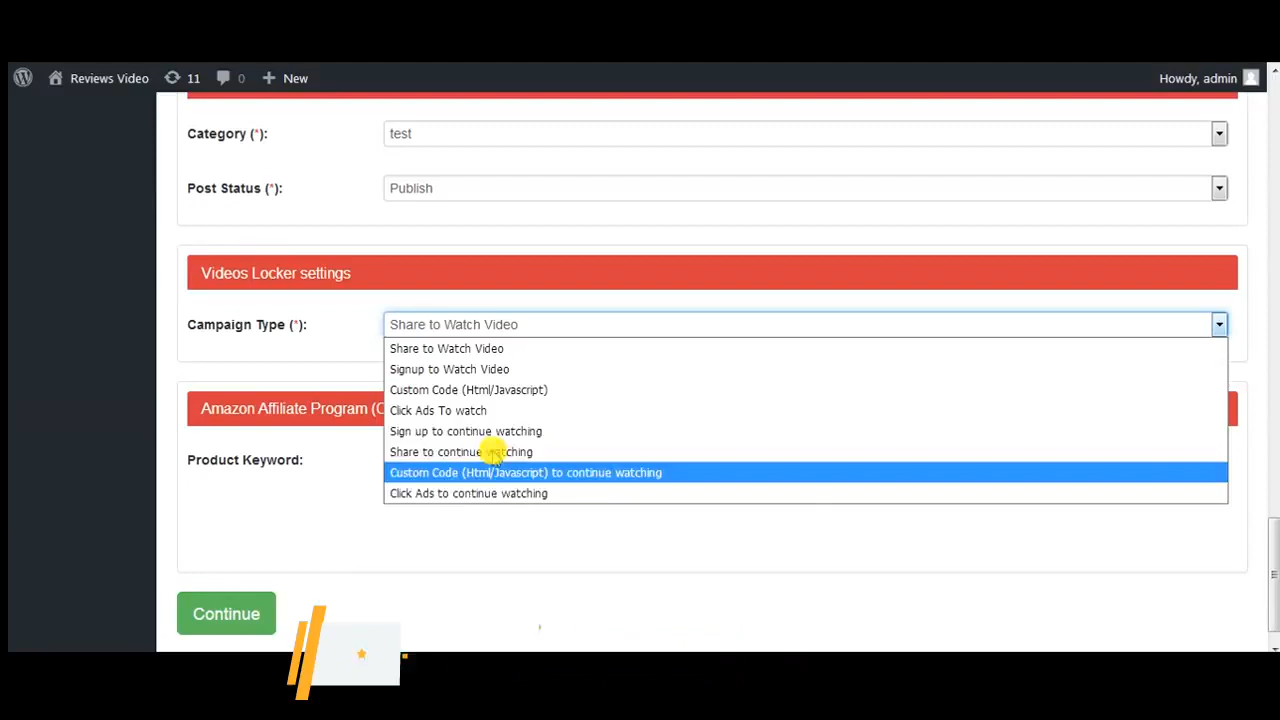 Reviews Video 11 0 New Howdy, admin
Category (*): test
Post Status (*): Publish
Videos Locker settings
Campaign Type (*): Share to Watch Video
Share to Watch Video
Signup to Watch Video
Custom Code (Html/Javascript)
Click Ads To watch
Amazon Affiliate Program (
Sign up to continue watching
Share to continue watching
Product Keyword:
Custom Code (Html/Javascript) to continue watching
Click Ads to continue watching
Continue